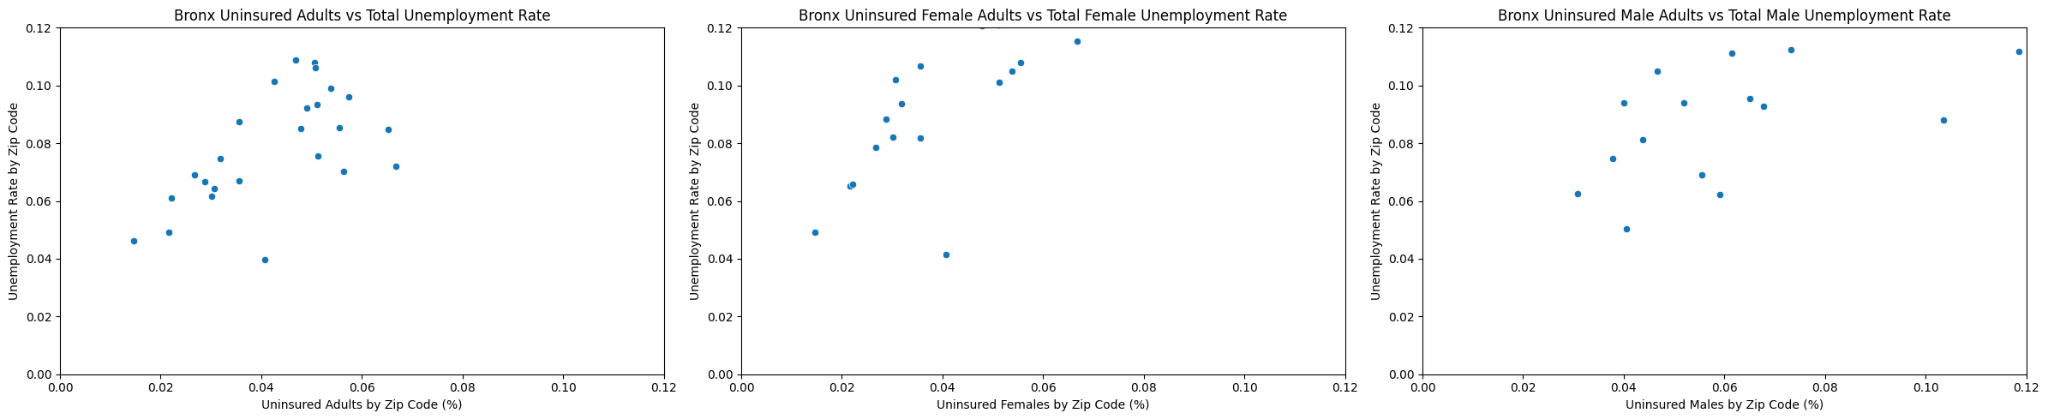 Bronx Uninsured Adults vs Total Unemployment Rate
Unemployment Rate by Zip Code
0.12
0.10
0.08
0.06
0.04
0.02
0.00
0.00 0.02 0.04 0.06 0.08 0.10 0.12
Uninsured Adults by Zip Code (%)
Bronx Uninsured Female Adults vs Total Female Unemployment Rate
Unemployment Rate by Zip Code
0.12
0.10
0.08
0.06
0.04
0.02
0.00
0.00 0.02 0.04 0.06 0.08 0.10 0.12
Uninsured Females by Zip Code (%)
Bronx Uninsured Male Adults vs Total Male Unemployment Rate
Unemployment Rate by Zip Code
0.12
0.10
0.08
0.06
0.04
0.02
0.00
0.00 0.02 0.04 0.06 0.08 0.10 0.12
Uninsured Males by Zip Code (%)